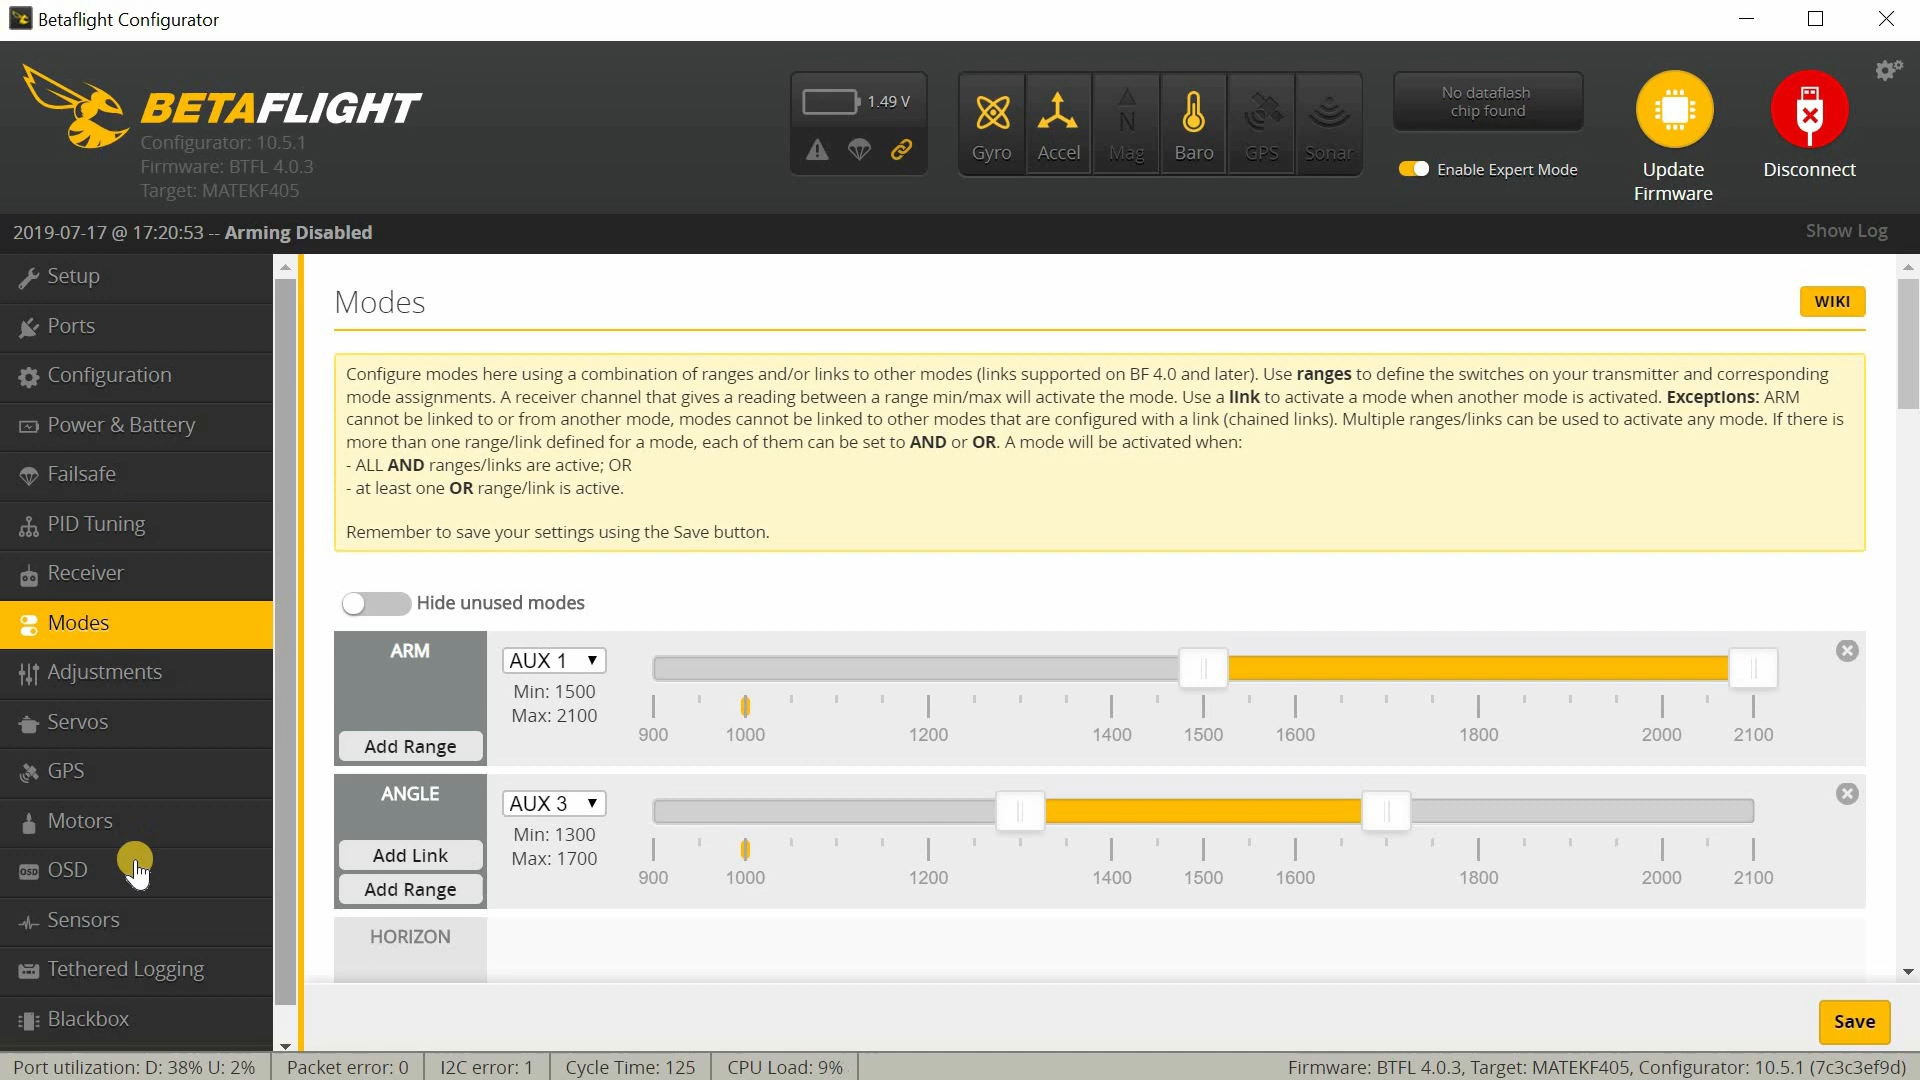 Betaflight Configurator
BETAFLIGHT
Configurator: 10.5.1
Firmware: BTFL 4.0.3
Target: MATEKF405
1.49 V
Gyro
Accel
N
Mag
Baro
GPS
Sonar
No dataflash
chip found
Enable Expert Mode
Update
Firmware
Disconnect
2019-07-17 @ 17:20:53 -- Arming Disabled
Show Log
Setup
Ports
Configuration
Power & Battery
Failsafe
PID Tuning
Receiver
Modes
Adjustments
Servos
GPS
Motors
OSD OSD
Sensors
Tethered Logging
Blackbox
Modes
WIKI
Configure modes here using a combination of ranges and/or links to other modes (links supported on BF 4.0 and later). Use ranges to define the switches on your transmitter and corresponding
mode assignments. A receiver channel that gives a reading between a range min/max will activate the mode. Use a link to activate a mode when another mode is activated. Exceptions: ARM
cannot be linked to or from another mode, modes cannot be linked to other modes that are configured with a link (chained links). Multiple ranges/links can be used to activate any mode. If there is
more than one range/link defined for a mode, each of them can be set to AND or OR. A mode will be activated when:
- ALL AND ranges/links are active; OR
- at least one OR range/link is active.
Remember to save your settings using the Save button.
Hide unused modes
ARM
Add Range
AUX 1
Min: 1500
Max: 2100
900 1000 1200 1400 1500 1600 1800 2000 2100
ANGLE
Add Link
Add Range
AUX 3
Min: 1300
Max: 1700
900 1000 1200 1400 1500 1600 1800 2000 2100
HORIZON
Save
Port utilization: D: 38% U: 2%
Packet error: 0
I2C error: 1
Cycle Time: 125
CPU Load: 9%
Firmware: BTFL 4.0.3, Target: MATEKF405, Configurator: 10.5.1 (7c3c3ef9d)